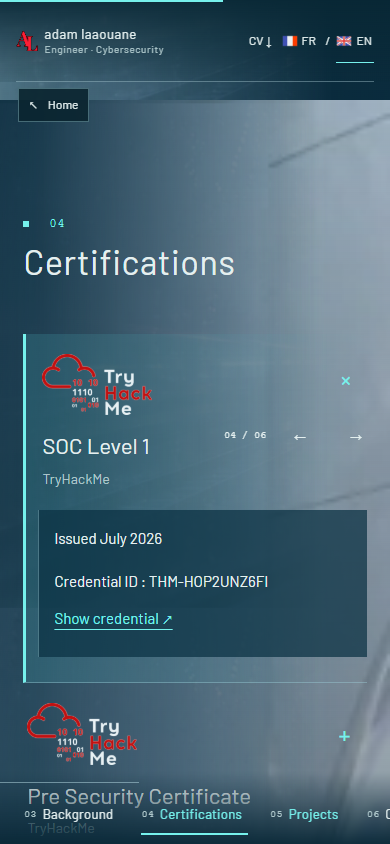 adam laaouane
Engineer · Cybersecurity
CV ↓ FR / EN
↖ Home
04
Certifications
Try
Hack
Me
×
04 / 06 ← →
SOC Level 1
TryHackMe
Issued July 2026
Credential ID : THM-HOP2UNZ6FI
Show credential ↗
Try
Hack
Me
+
Pre Security Certificate
TryHackMe
03 Background 04 Certifications 05 Projects 06